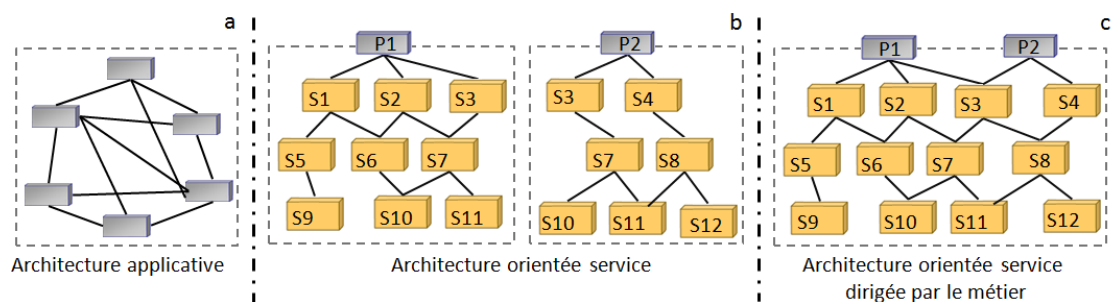 a
b
c
P1
P2
P1
P2
S1 S2 S3
S3 S4
S1 S2 S3 S4
S5 S6 S7
S7 S8
S5 S6 S7 S8
S9 S10 S11
S10 S11 S12
S9 S10 S11 S12
Architecture applicative
Architecture orientée service
Architecture orientée service
dirigée par le métier